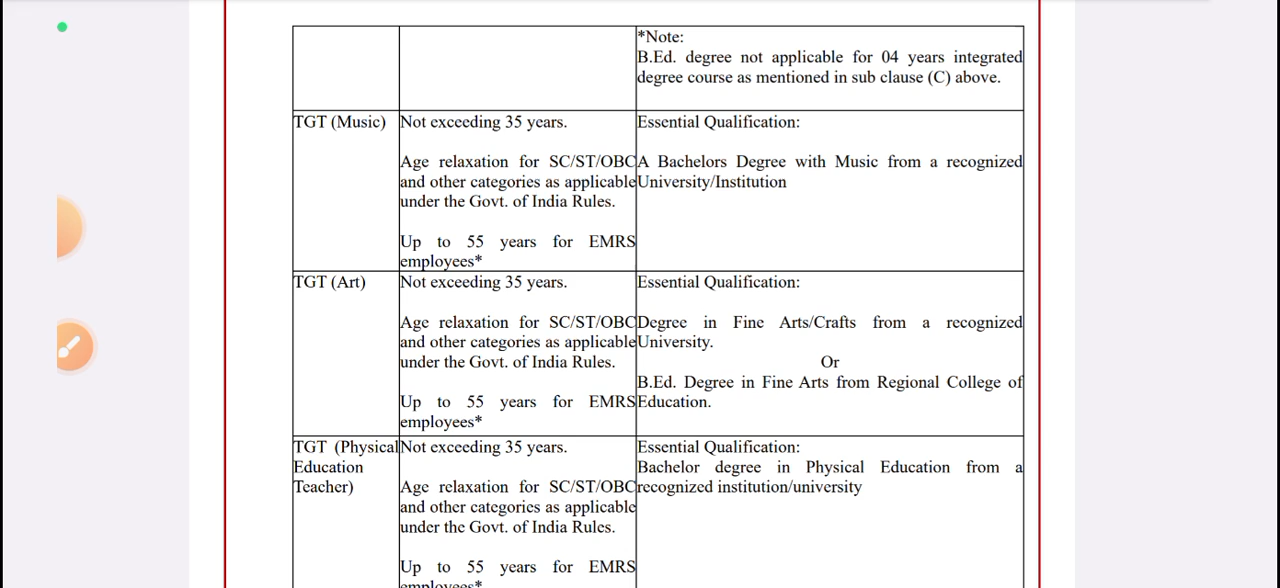 *Note:
B.Ed. degree not applicable for 04 years integrated
degree course as mentioned in sub clause (C) above.
TGT (Music)
Not exceeding 35 years.
Age relaxation for SC/ST/OBC
and other categories as applicable
under the Govt. of India Rules.
Up to 55 years for EMRS
employees*
Essential Qualification:
A Bachelors Degree with Music from a recognized
University/Institution
TGT (Art)
Not exceeding 35 years.
Age relaxation for SC/ST/OBC
and other categories as applicable
under the Govt. of India Rules.
Up to 55 years for EMRS
employees*
Essential Qualification:
Degree in Fine Arts/Crafts from a recognized
University.
Or
B.Ed. Degree in Fine Arts from Regional College of
Education.
TGT (Physical
Education
Teacher)
Not exceeding 35 years.
Age relaxation for SC/ST/OBC
and other categories as applicable
under the Govt. of India Rules.
Up to 55 years for EMRS
employees*
Essential Qualification:
Bachelor degree in Physical Education from a
recognized institution/university